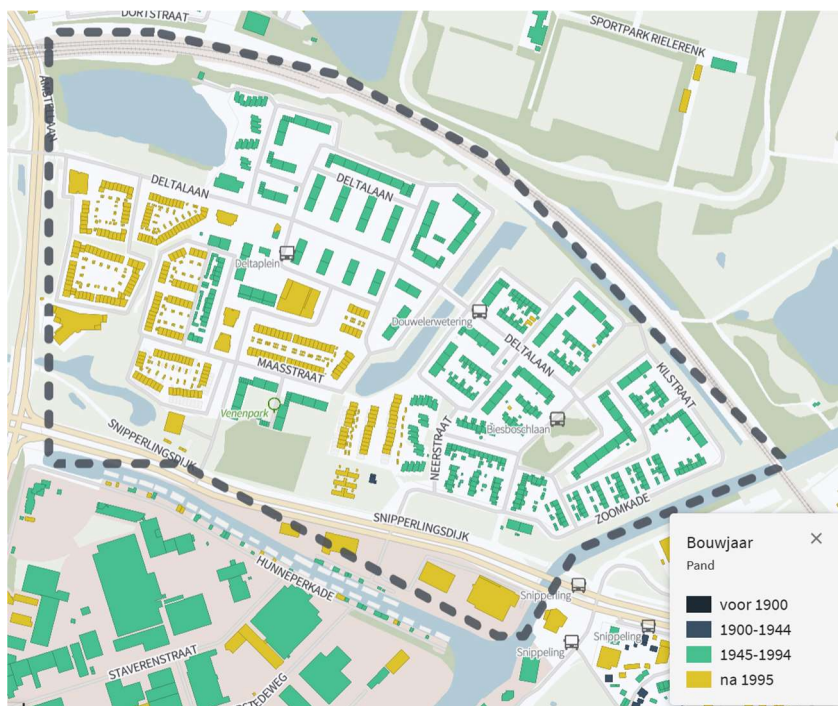 DORTSTRAAT
SPORTPARK RIELERENK
AMSTELLAAN
DELTALAAN
DELTALAAN
Deltaplein
Douwelerwetering
DELTALAAN
MAASSTRAAT
KILSTRAAT
Venenpark
Biesboschlaan
NEERSTRAAT
SNIPPERLINGSDIJK
ZOOMKADE
SNIPPERLINGSDIJK
HUNNEPERKADE
Snippeling
Snippeling
Snippeling
STAVERENSTRAAT
STEDEWEG
Bouwjaar
Pand
voor 1900
1900-1944
1945-1994
na 1995